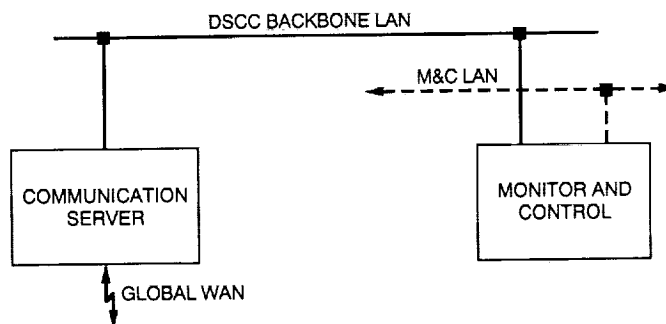 DSCC BACKBONE LAN
M&C LAN
COMMUNICATION
SERVER
MONITOR AND
CONTROL
GLOBAL WAN